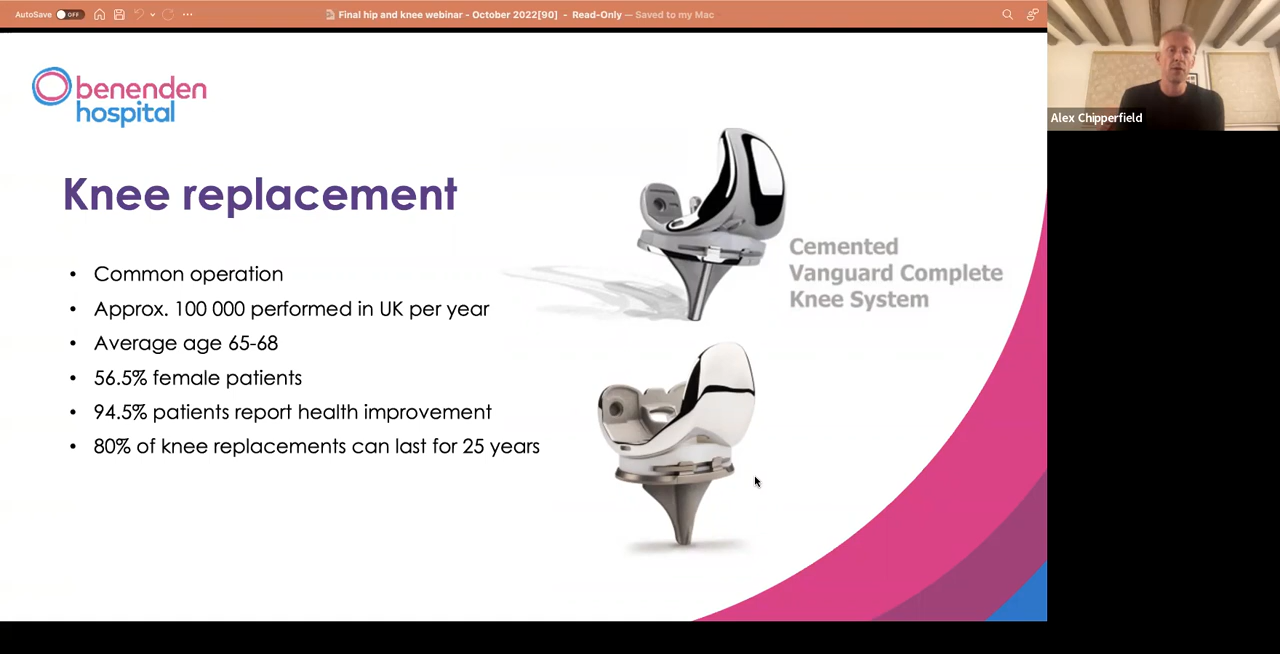 AutoSave OFF
Final hip and knee webinar - October 2022[90] - Read-Only — Saved to my Mac
benenden
hospital
Alex Chipperfield
Knee replacement
• Common operation
• Approx. 100 000 performed in UK per year
• Average age 65-68
• 56.5% female patients
• 94.5% patients report health improvement
• 80% of knee replacements can last for 25 years
Cemented
Vanguard Complete
Knee System